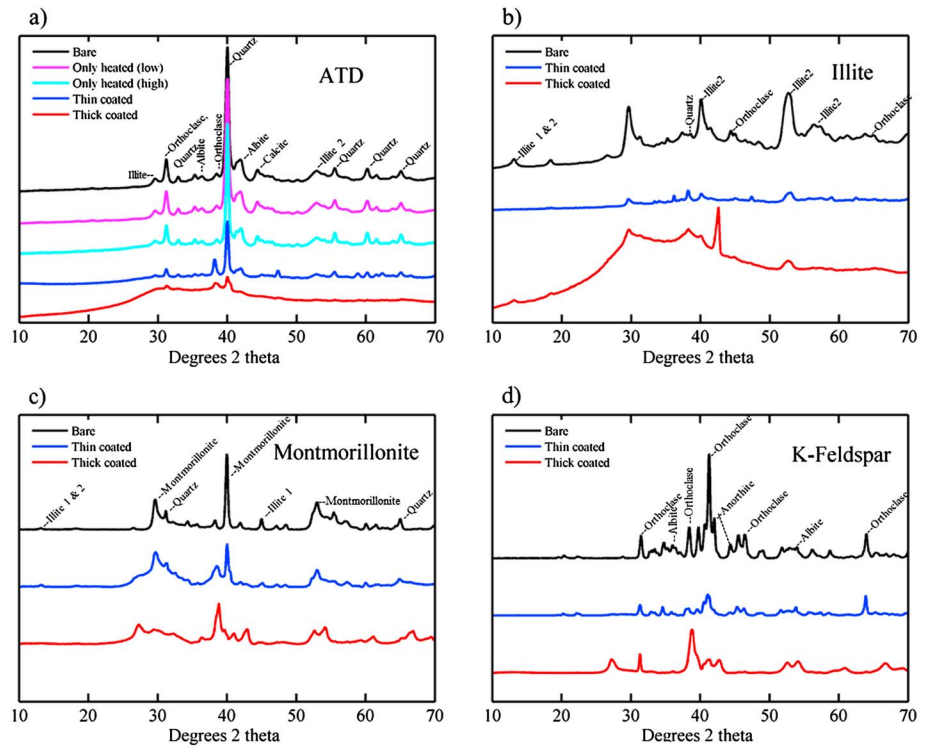 a)
ATD
Bare
Only heated (low)
Only heated (high)
Thin coated
Thick coated
Illite
Orthoclase,
Quartz
Albite
Orthoclase
Quartz
Albite
Calcite
Illite 2
Quartz
Quartz
Quartz
10 20 30 40 50 60 70
Degrees 2 theta
b)
Illite
Bare
Thin coated
Thick coated
Illite 1 & 2
Quartz
Illite2
Orthoclase
Illite2
Illite2
Orthoclase
10 20 30 40 50 60 70
Degrees 2 theta
c)
Montmorillonite
Bare
Thin coated
Thick coated
Illite 1 & 2
Montmorillonite
Quartz
Montmorillonite
Illite 1
Montmorillonite
Quartz
10 20 30 40 50 60 70
Degrees 2 theta
d)
K-Feldspar
Bare
Thin coated
Thick coated
Orthoclase
Albite
Orthoclase
Orthoclase
Anorthite
Orthoclase
Albite
Orthoclase
10 20 30 40 50 60 70
Degrees 2 theta